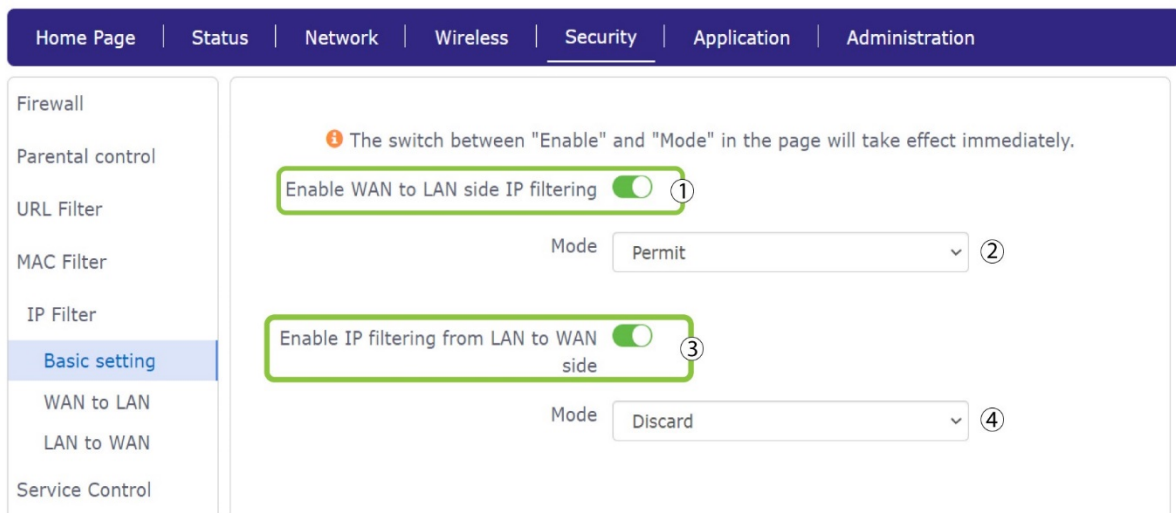 Home Page | Status | Network | Wireless | Security | Application | Administration
Firewall
Parental control
URL Filter
MAC Filter
IP Filter
Basic setting
WAN to LAN
LAN to WAN
Service Control
The switch between "Enable" and "Mode" in the page will take effect immediately.
Enable WAN to LAN side IP filtering ①
Mode Permit ②
Enable IP filtering from LAN to WAN
side ③
Mode Discard ④